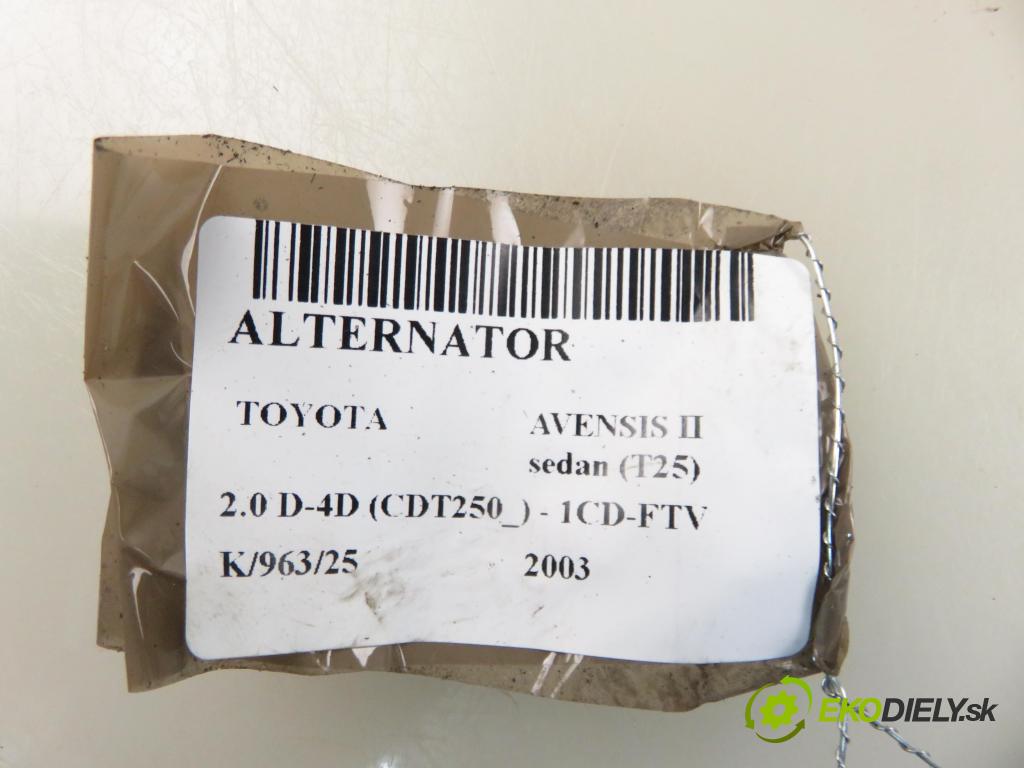 ALTERNATOR
TOYOTA AVENSIS II
sedan (T25)
2.0 D-4D (CDT250_) - 1CD-FTV
K/963/25 2003
EKODIELY.sk